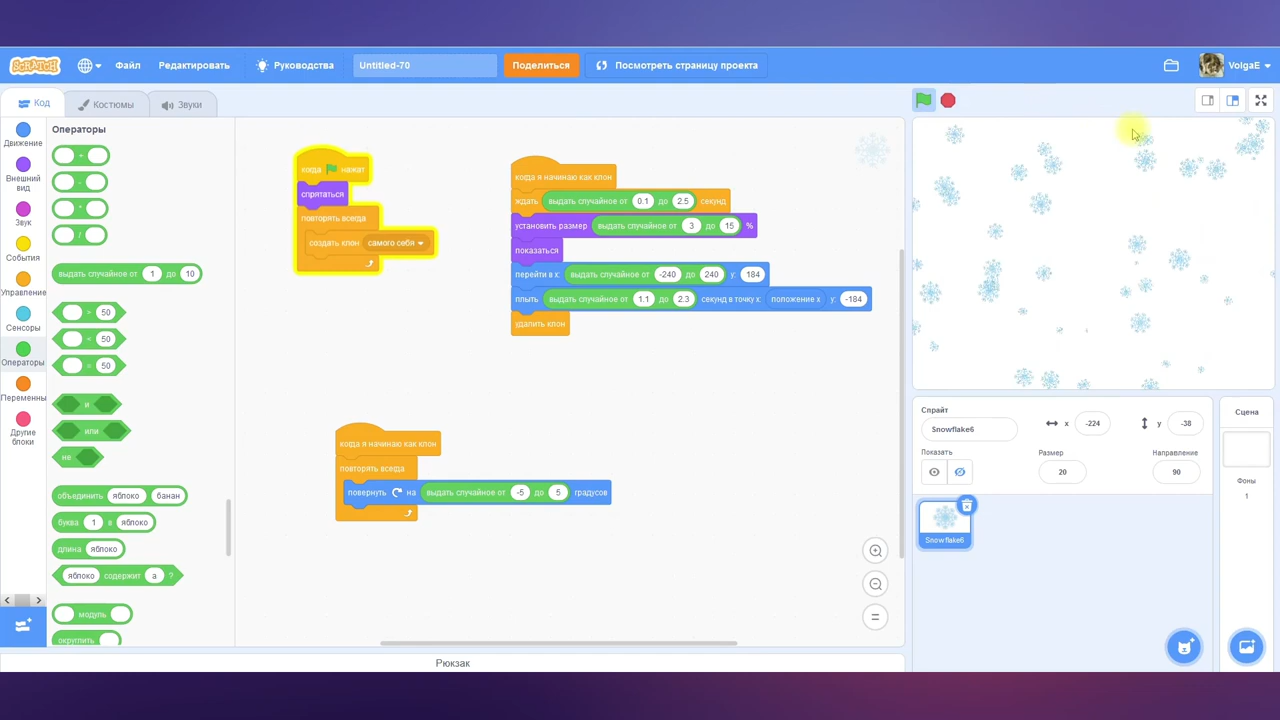 SCRATCH
Файл
Редактировать
Руководства
Untitled-70
Поделиться
Посмотреть страницу проекта
VolgaE
Код
Костюмы
Звуки
Движение
Внешний вид
Звук
События
Управление
Сенсоры
Операторы
Переменны
Другие блоки
Операторы
+
-
*
/
выдать случайное от 1 до 10
> 50
< 50
= 50
и
или
не
объединить яблоко банан
буква 1 в яблоко
длина яблоко
яблоко содержит а ?
модуль
округлить
когда нажат
спрятаться
повторять всегда
создать клон самого себя
когда я начинаю как клон
ждать выдать случайное от 0.1 до 2.5 секунд
установить размер выдать случайное от 3 до 15 %
показаться
перейти в x: выдать случайное от -240 до 240 y: 184
плыть выдать случайное от 1.1 до 2.3 секунд в точку x: положение x y: -184
удалить клон
когда я начинаю как клон
повторять всегда
повернуть на выдать случайное от -5 до 5 градусов
Рюкзак
Спрайт
Snowflake6
x -224
y -38
Показать
Размер
20
Направление
90
Snowflake6
Сцена
Фоны
1